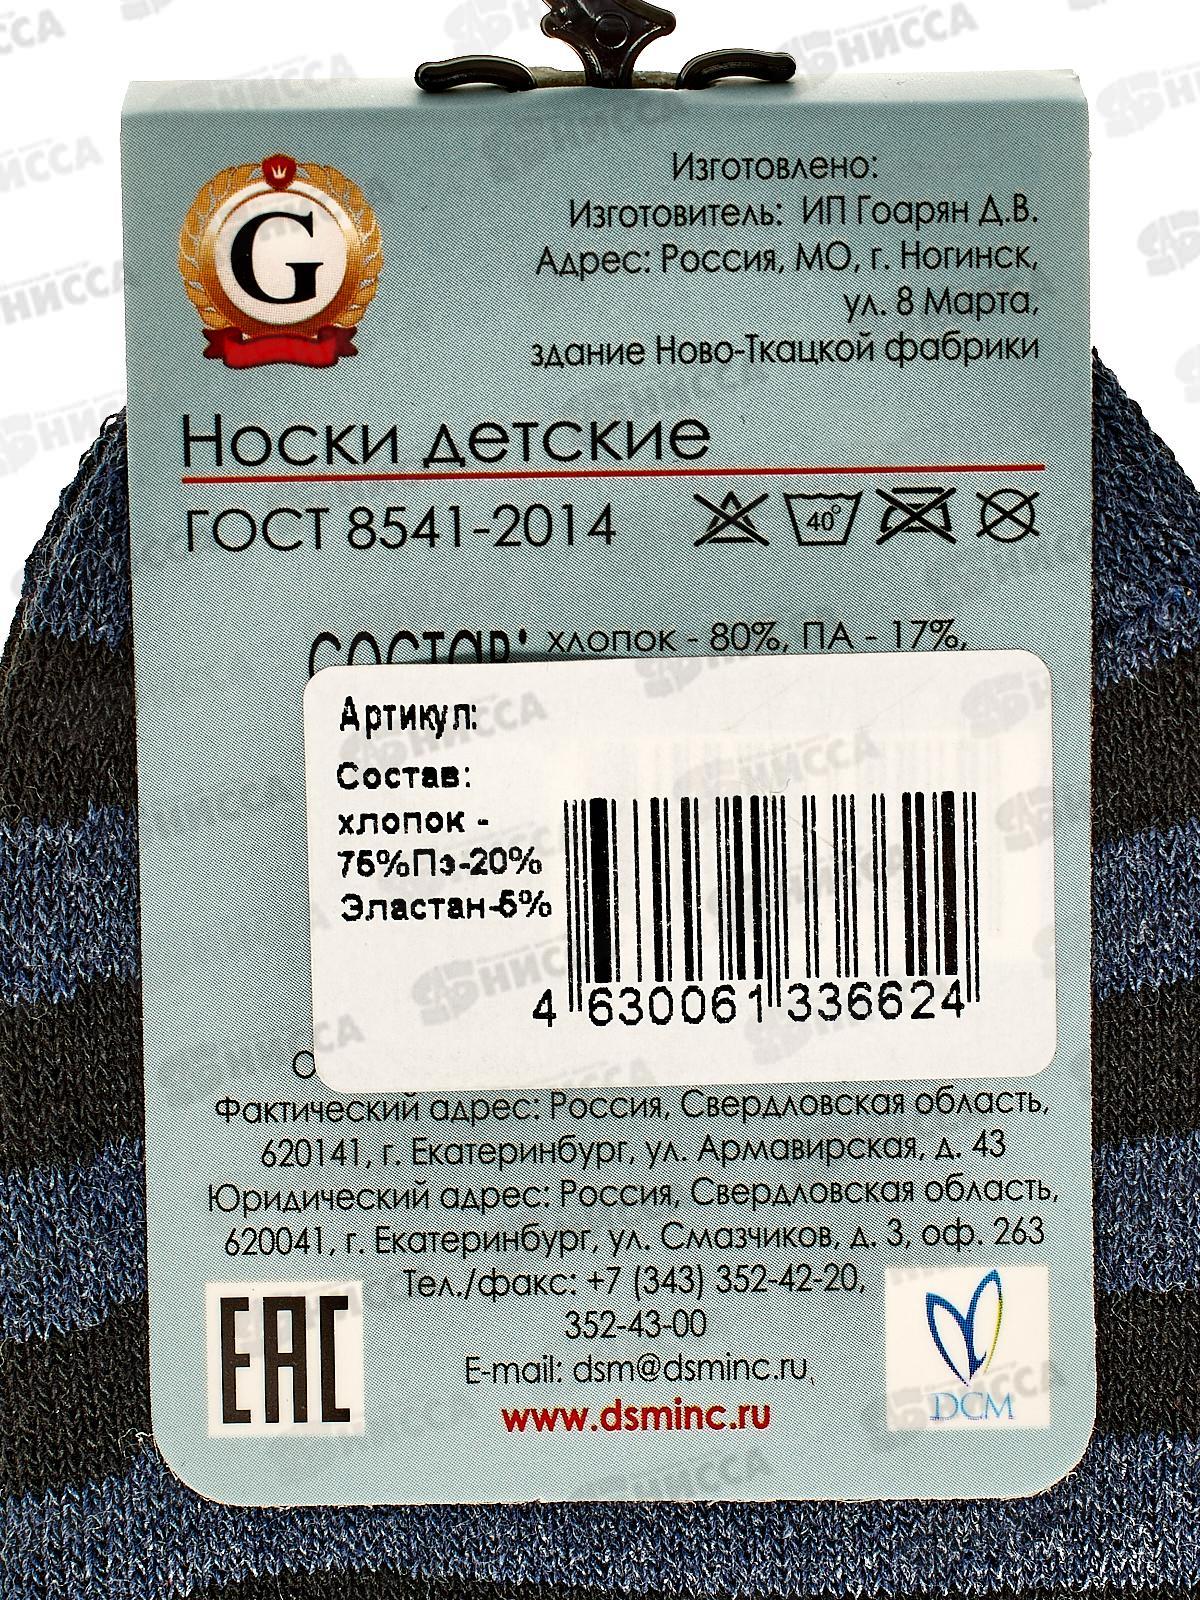 G
Изготовлено:
Изготовитель: ИП Гоарян Д.В.
Адрес: Россия, МО, г. Ногинск,
ул. 8 Марта,
здание Ново-Ткацкой фабрики
Носки детские
ГОСТ 8541-2014
40°
Состав: хлопок - 80%, ПА - 17%,
Артикул:
Состав:
хлопок -
75%Пэ-20%
Эластан-5%
4 630061 336624
Фактический адрес: Россия, Свердловская область,
620141, г. Екатеринбург, ул. Армавирская, д. 43
Юридический адрес: Россия, Свердловская область,
620041, г. Екатеринбург, ул. Смазчиков, д. 3, оф. 263
Тел./факс: +7 (343) 352-42-20,
352-43-00
E-mail: dsm@dsminc.ru
www.dsminc.ru
ЕАС
DCM
НИССА